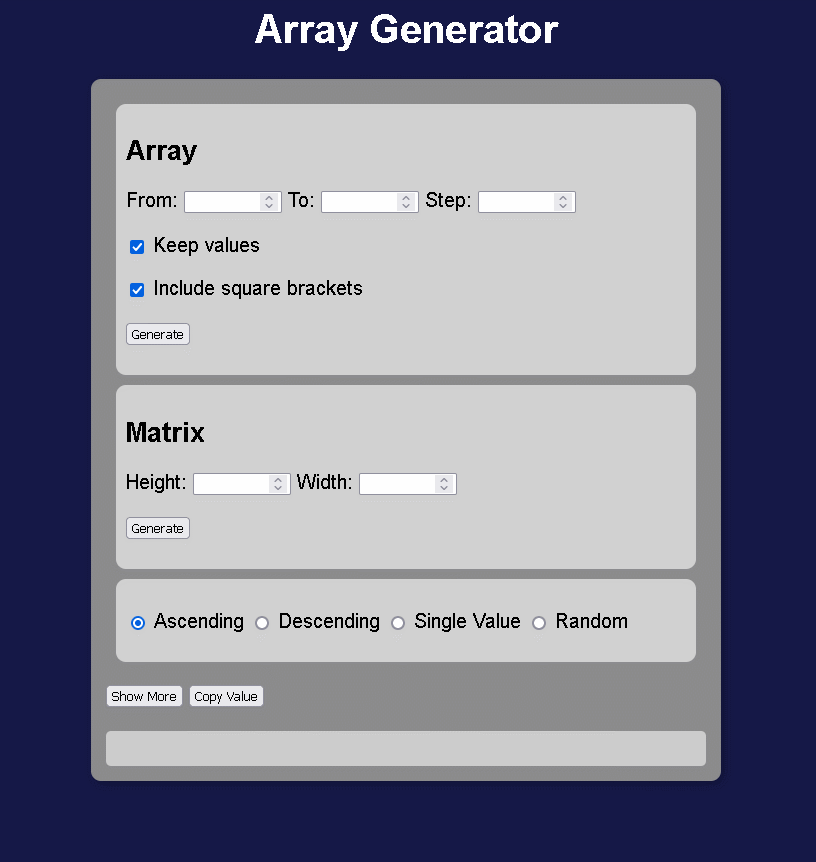 Array Generator
Array
From: To: Step:
Keep values
Include square brackets
Generate
Matrix
Height: Width:
Generate
Ascending Descending Single Value Random
Show More Copy Value